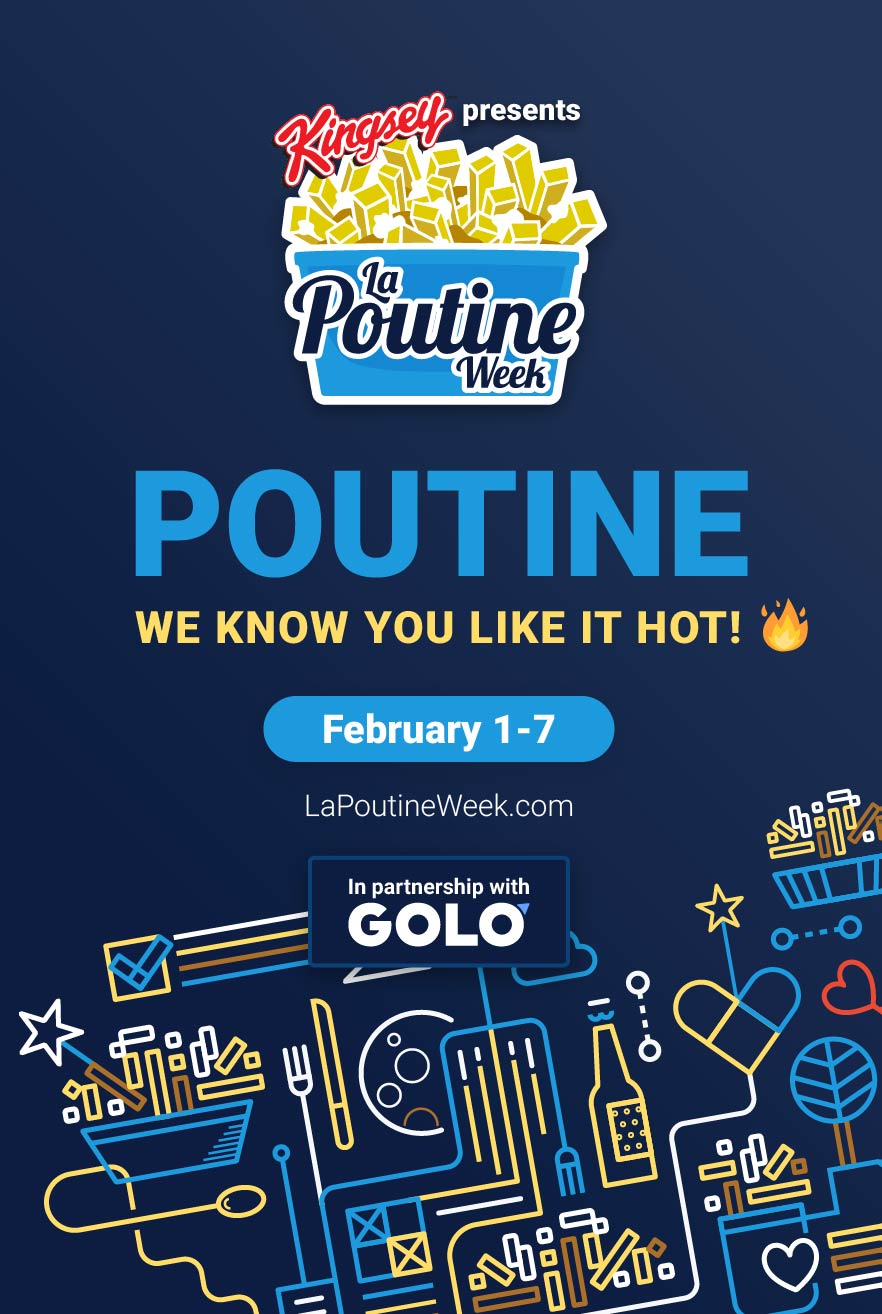 Kingsey presents
La
Poutine
Week
POUTINE
WE KNOW YOU LIKE IT HOT! 🔥
February 1-7
LaPoutineWeek.com
In partnership with
GOLO